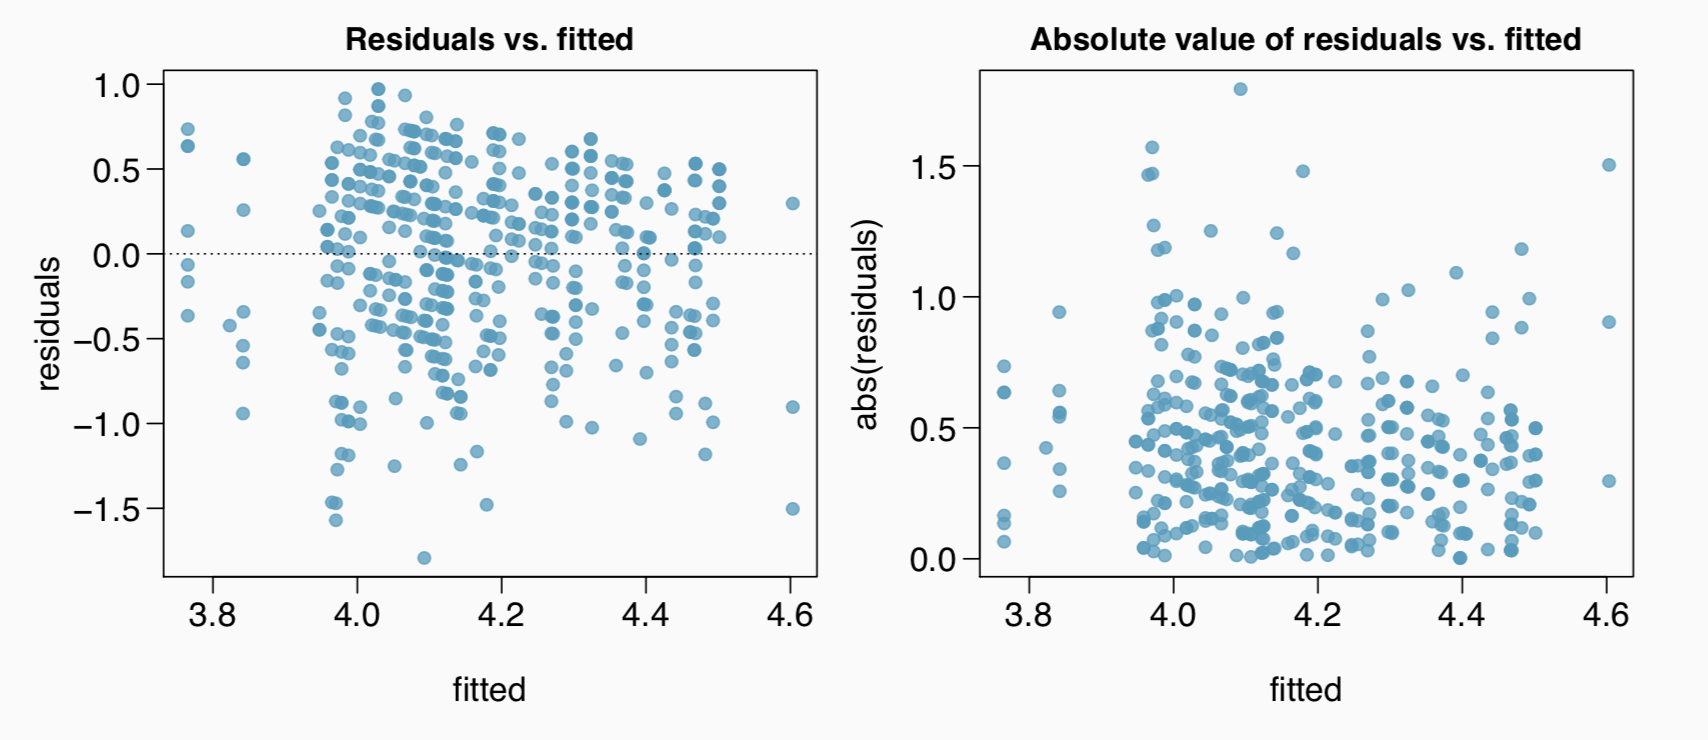 Residuals vs. fitted
1.0
0.5
0.0
−0.5
−1.0
−1.5
residuals
3.8 4.0 4.2 4.4 4.6
fitted
Absolute value of residuals vs. fitted
1.5
1.0
0.5
0.0
abs(residuals)
3.8 4.0 4.2 4.4 4.6
fitted